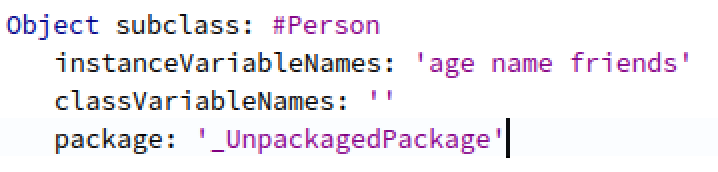 Object subclass: #Person
instanceVariableNames: 'age name friends'
classVariableNames: ''
package: '_UnpackagedPackage'